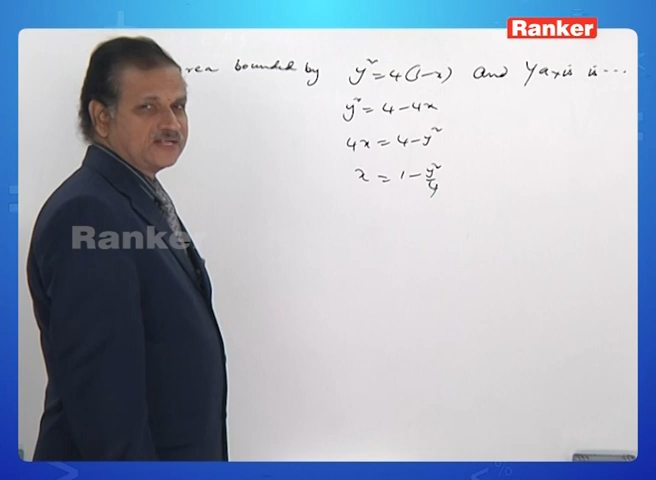 Ranker
rea bounded by y² = 4(1-x) and Y axis is ...
y² = 4 - 4x
4x = 4 - y²
x = 1 - y²/4
Ranker